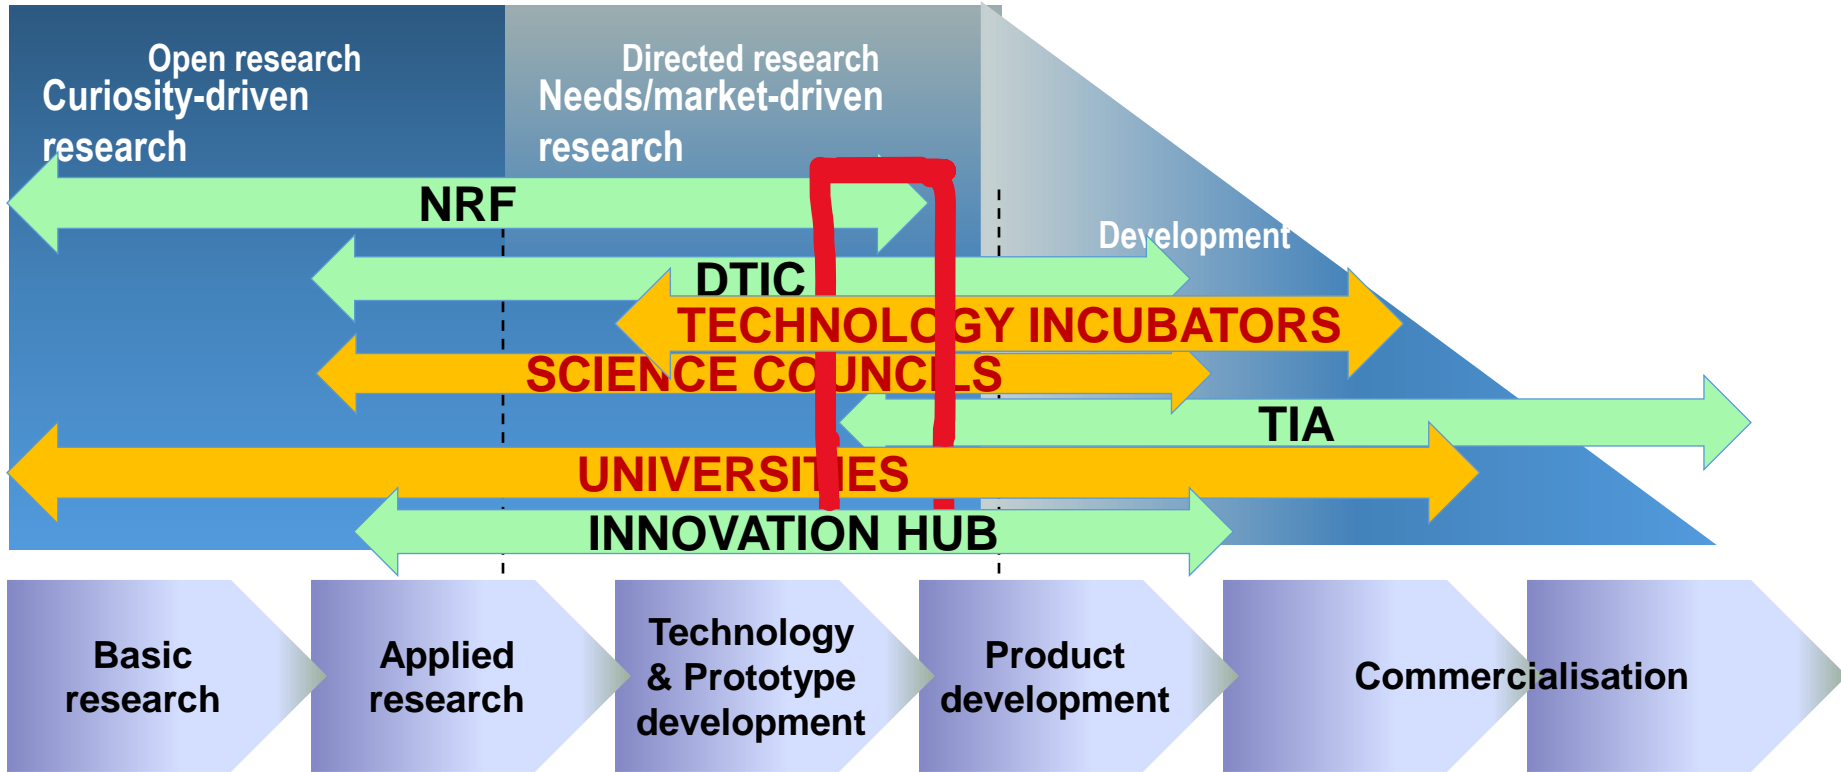 Open research
Curiosity-driven
research
Directed research
Needs/market-driven
research
NRF
Development
DTIC
TECHNOLOGY INCUBATORS
SCIENCE COUNCILS
TIA
UNIVERSITIES
INNOVATION HUB
Basic
research
Applied
research
Technology
& Prototype
development
Product
development
Commercialisation